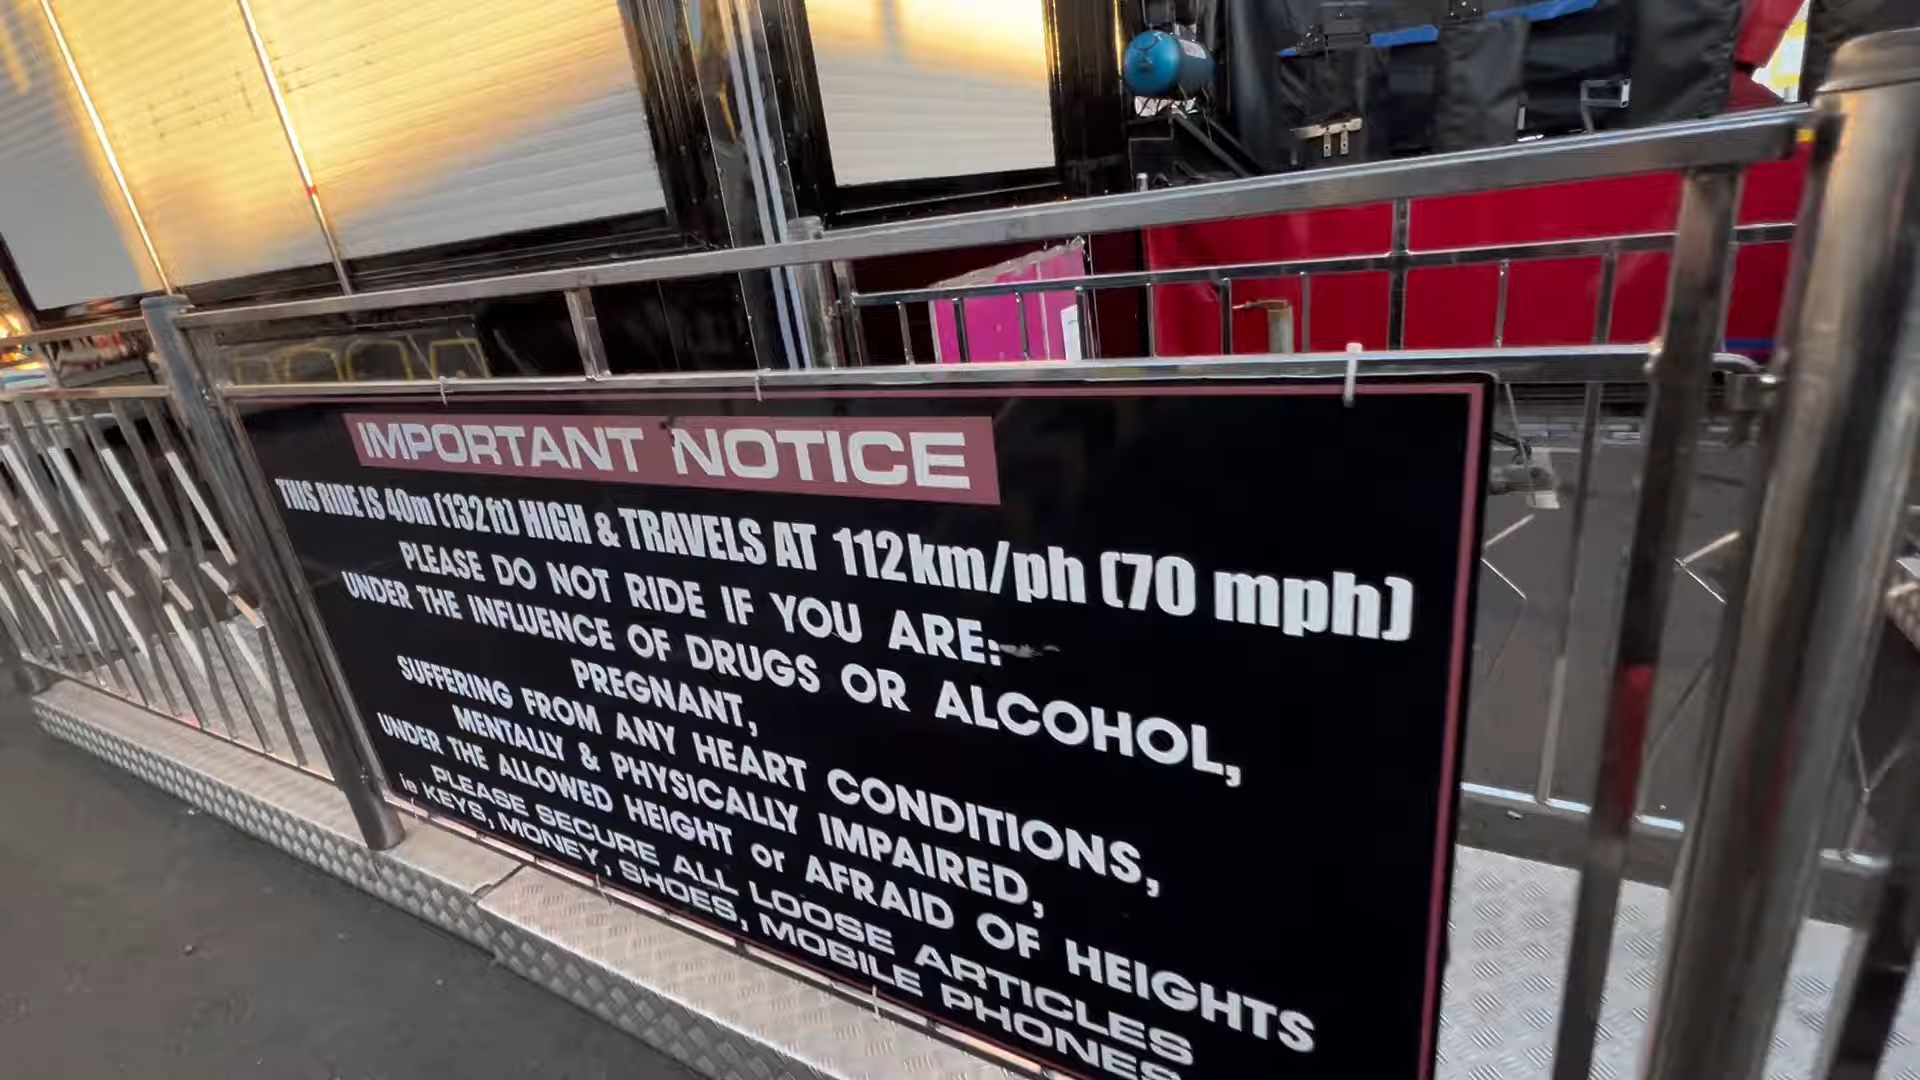 IMPORTANT NOTICE
THIS RIDE IS 40m (132ft) HIGH & TRAVELS AT 112km/ph (70 mph)
PLEASE DO NOT RIDE IF YOU ARE:-
UNDER THE INFLUENCE OF DRUGS OR ALCOHOL,
PREGNANT,
SUFFERING FROM ANY HEART CONDITIONS,
MENTALLY & PHYSICALLY IMPAIRED,
UNDER THE ALLOWED HEIGHT or AFRAID OF HEIGHTS
PLEASE SECURE ALL LOOSE ARTICLES
ie KEYS, MONEY, SHOES, MOBILE PHONES